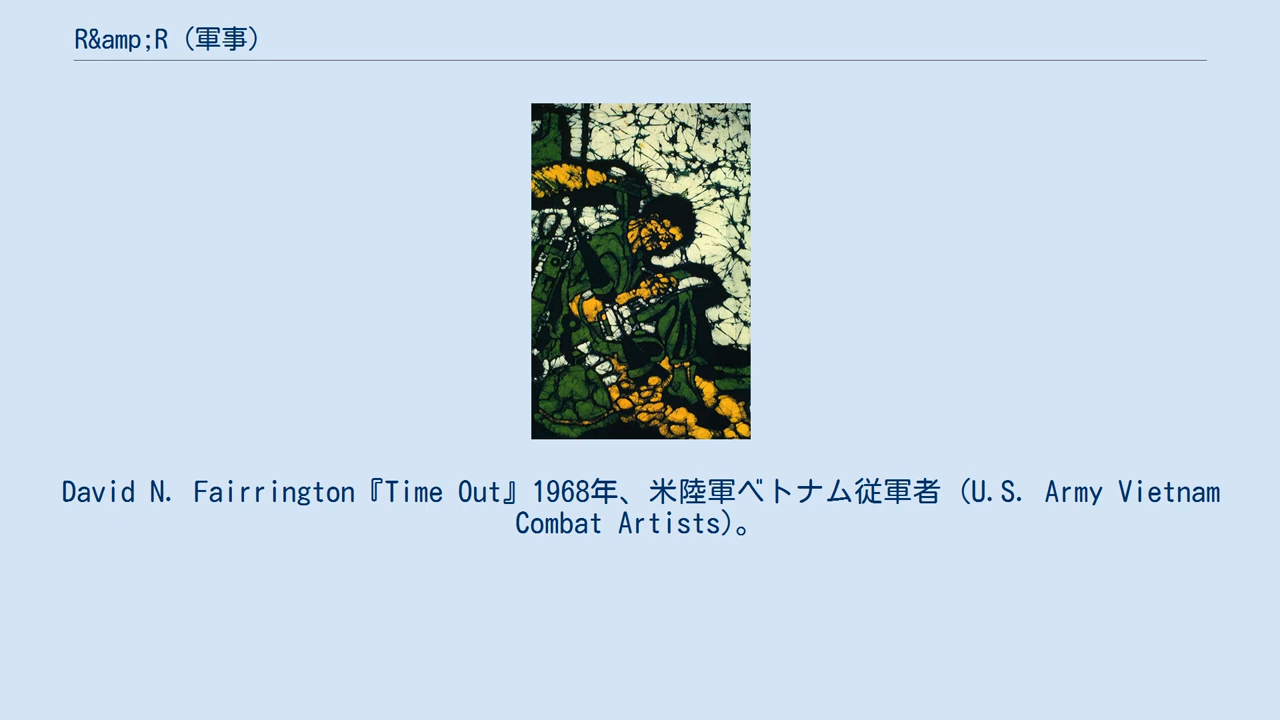 R&amp;R（軍事）
David N. Fairrington『Time Out』1968年、米陸軍ベトナム従軍者（U.S. Army Vietnam
Combat Artists）。